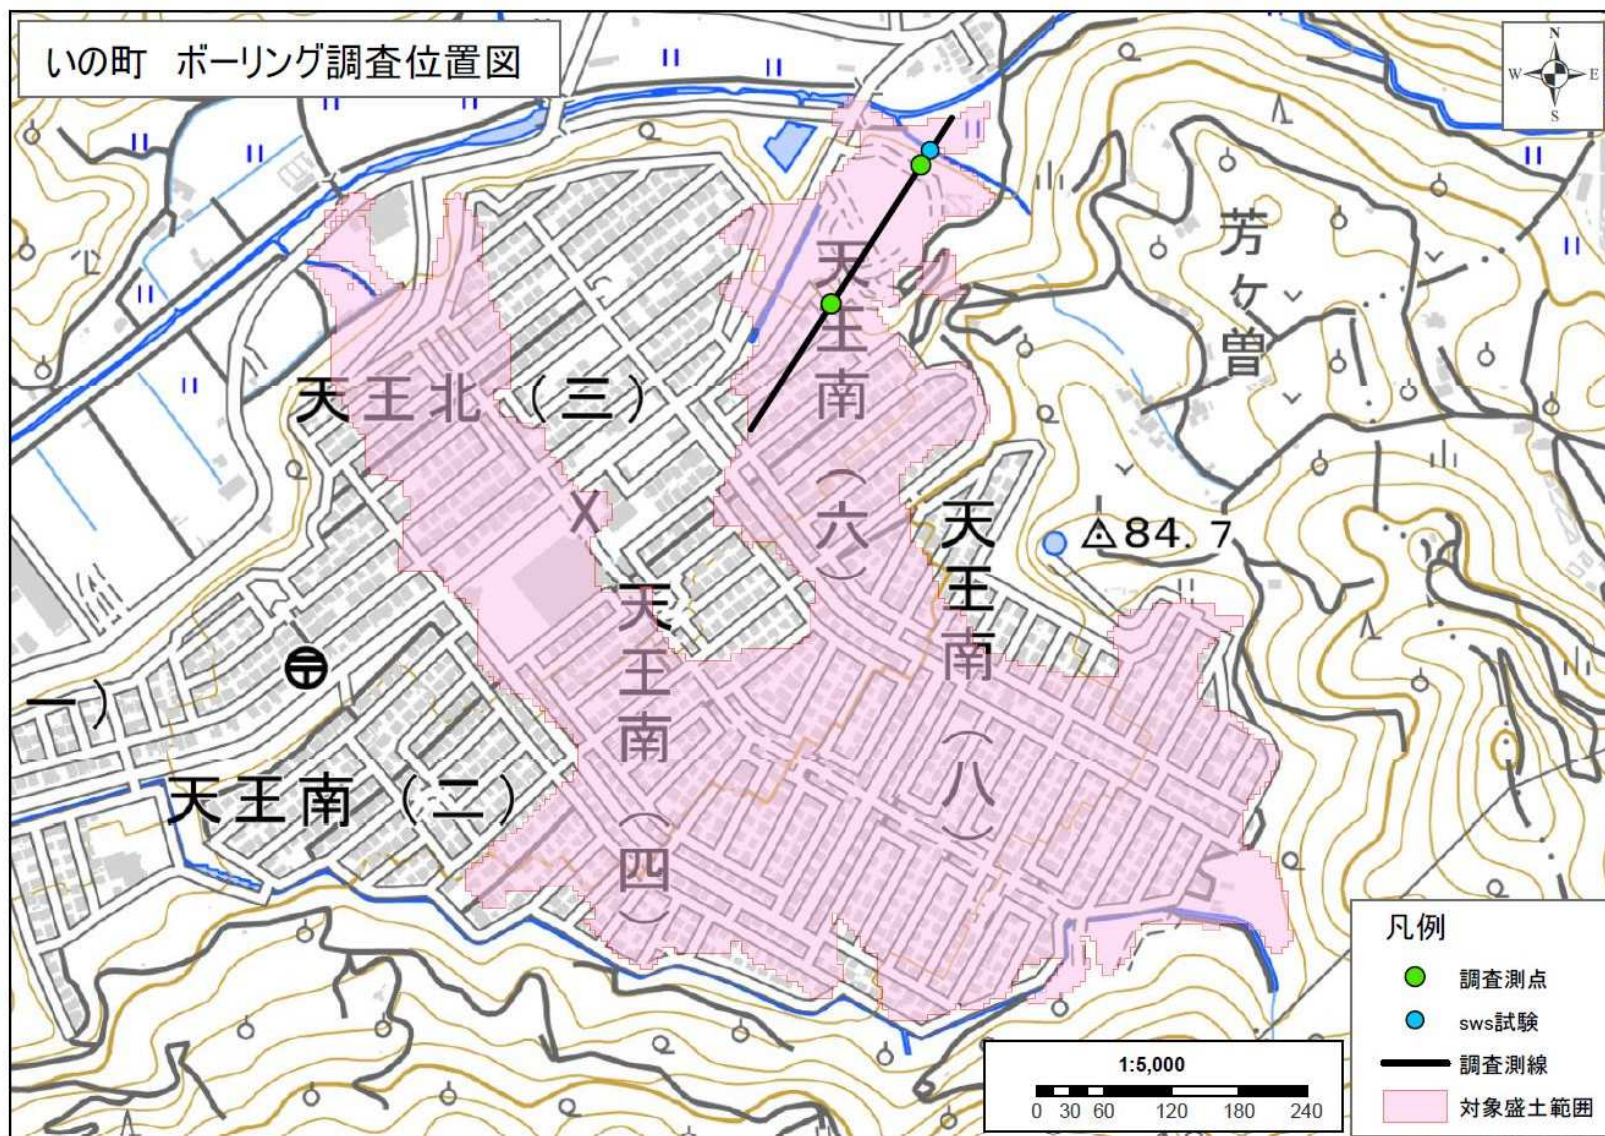 いの町 ボーリング調査位置図
N
W E
S
芳ヶ曽
天王南(六)
天王北(三)
84.7
天王南(八)
天王南(四)
一)
天王南(二)
凡例
調査測点
sws試験
調査測線
対象盛土範囲
1:5,000
0 30 60 120 180 240